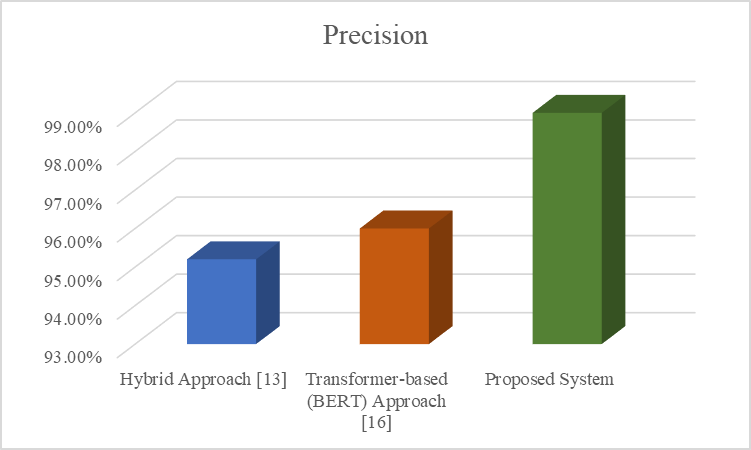 Precision
99.00%
98.00%
97.00%
96.00%
95.00%
94.00%
93.00%
Hybrid Approach [13]
Transformer-based
(BERT) Approach
[16]
Proposed System